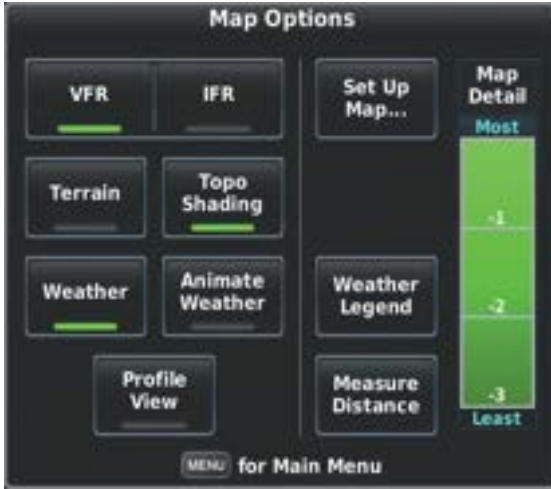 Map Options
VFR
IFR
Set Up
Map...
Map
Detail
Most
Terrain
Topo
Shading
-1
Weather
Animate
Weather
Weather
Legend
-2
Profile
View
Measure
Distance
-3
Least
MENU for Main Menu